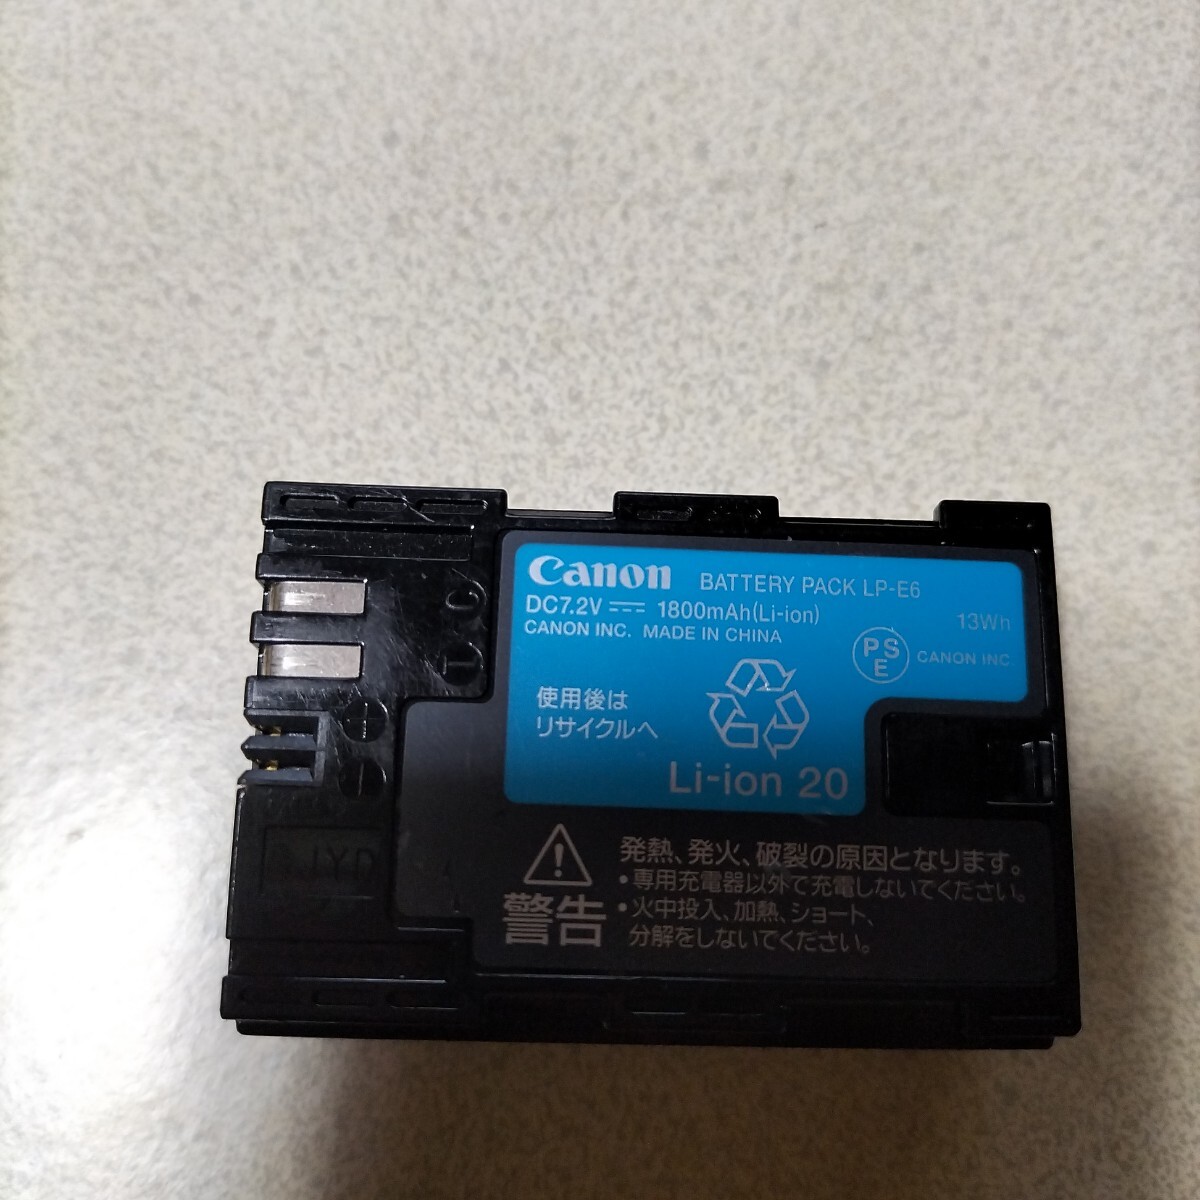 Canon BATTERY PACK LP-E6
DC7.2V 1800mAh(Li-ion) 13Wh
CANON INC. MADE IN CHINA
PSE CANON INC
使用後は
リサイクルへ
Li-ion 20
T C
+
−
警告
発熱、発火、破裂の原因となります。
・専用充電器以外で充電しないでください。
・火中投入、加熱、ショート、
分解をしないでください。